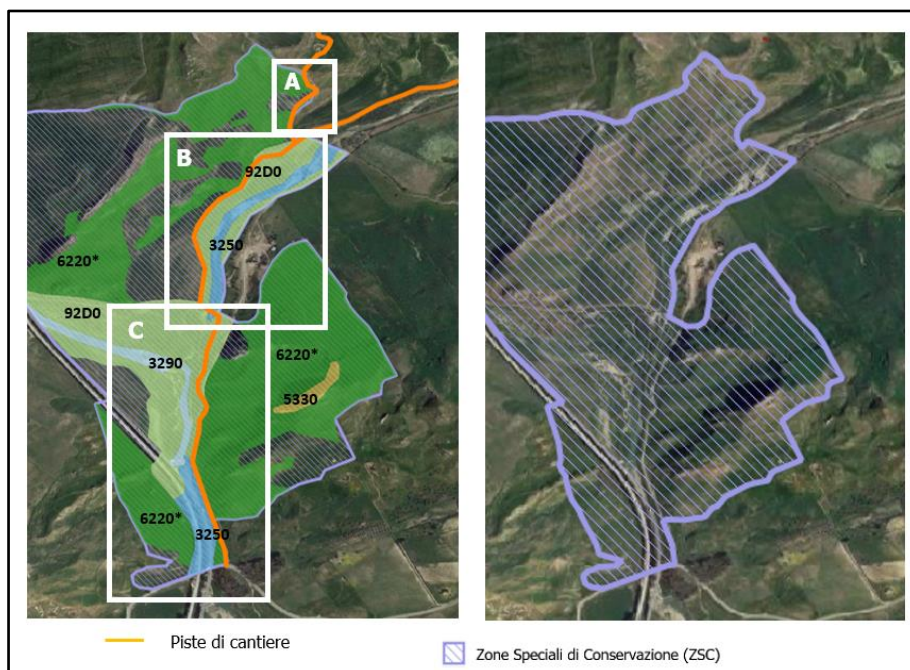 A
B
92D0
3250
6220*
92D0
C
3290
6220*
5330
6220*
3250
Piste di cantiere
Zone Speciali di Conservazione (ZSC)